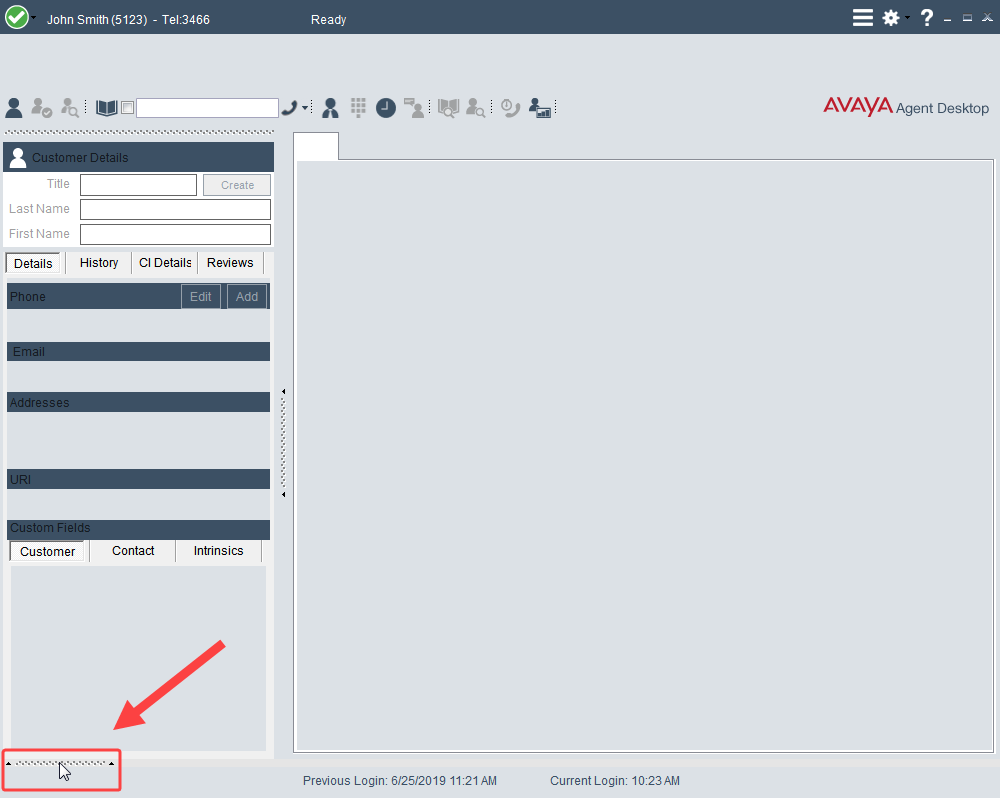 John Smith (5123) - Tel:3466 Ready
AVAYA Agent Desktop
Customer Details
Title Create
Last Name
First Name
Details History CI Details Reviews
Phone Edit Add
Email
Addresses
URI
Custom Fields
Customer Contact Intrinsics
Previous Login: 6/25/2019 11:21 AM Current Login: 10:23 AM